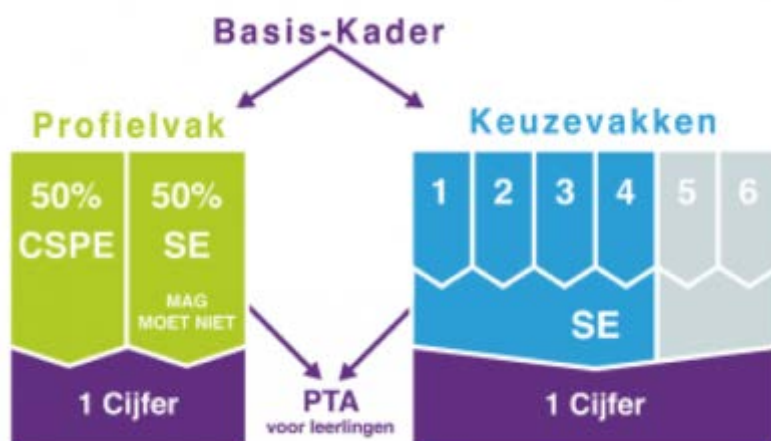 Basis-Kader
Profielvak
50%
CSPE
50%
SE
MAG
MOET NIET
1 Cijfer
PTA
voor leerlingen
Keuzevakken
1 2 3 4 5 6
SE
1 Cijfer